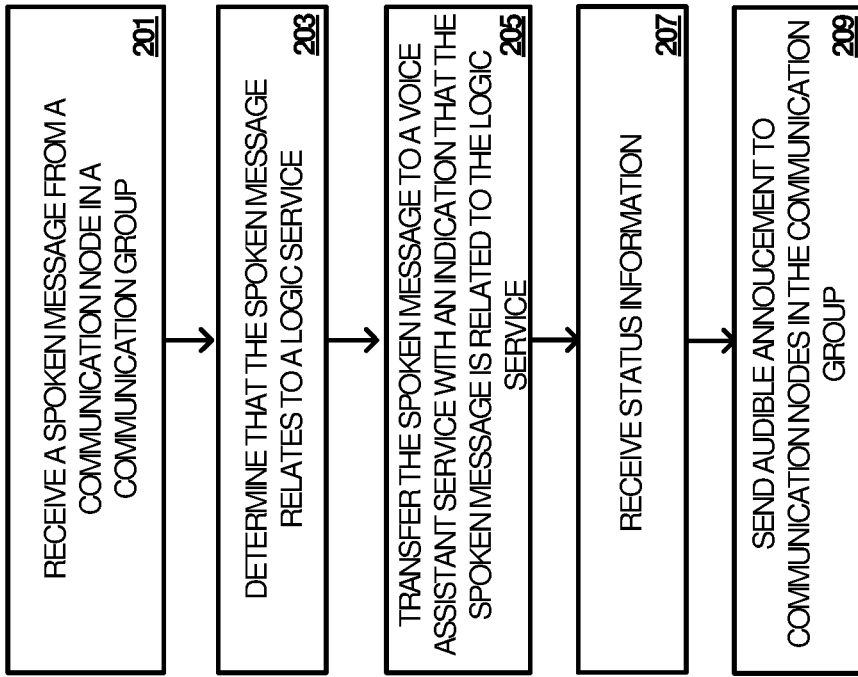 RECEIVE A SPOKEN MESSAGE FROM A
COMMUNICATION NODE IN A
COMMUNICATION GROUP
201
DETERMINE THAT THE SPOKEN MESSAGE
RELATES TO A LOGIC SERVICE
203
TRANSFER THE SPOKEN MESSAGE TO A VOICE
ASSISTANT SERVICE WITH AN INDICATION THAT THE
SPOKEN MESSAGE IS RELATED TO THE LOGIC
SERVICE
205
RECEIVE STATUS INFORMATION
207
SEND AUDIBLE ANNOUCEMENT TO
COMMUNICATION NODES IN THE COMMUNICATION
GROUP
209